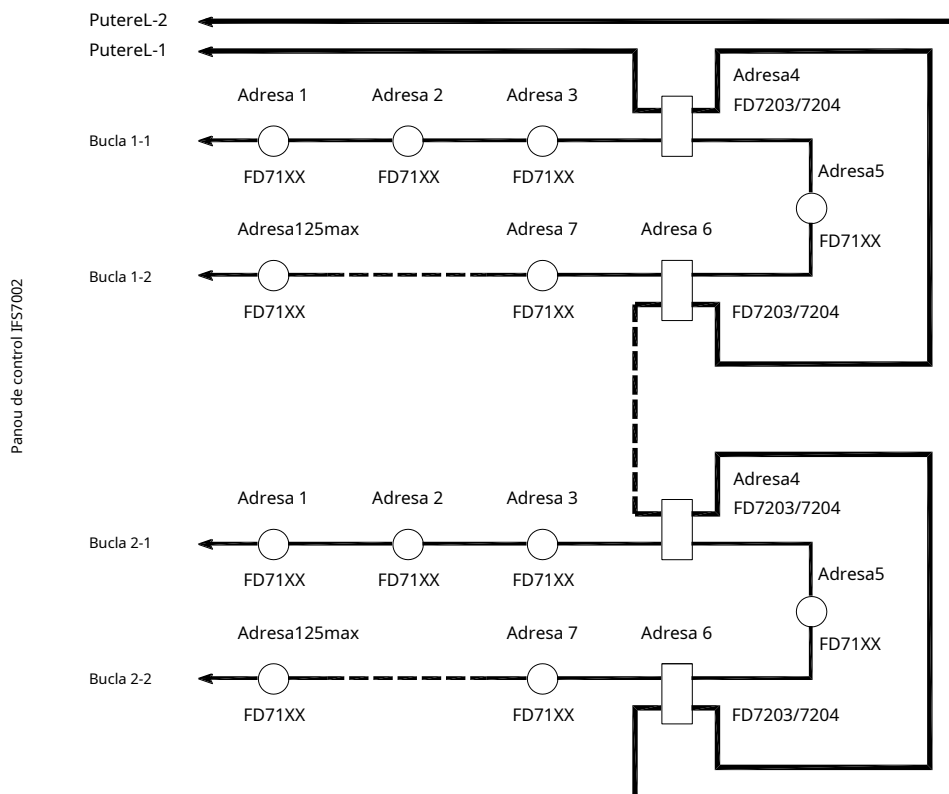 PutereL-2
PutereL-1
Adresa4
FD7203/7204
Adresa 1
Adresa 2
Adresa 3
Bucla 1-1
FD71XX
FD71XX
FD71XX
Adresa5
FD71XX
Adresa125max
Adresa 7
Adresa 6
Bucla 1-2
FD71XX
FD71XX
FD7203/7204
Panou de control IFS7002
Adresa4
FD7203/7204
Adresa 1
Adresa 2
Adresa 3
Bucla 2-1
FD71XX
FD71XX
FD71XX
Adresa5
FD71XX
Adresa125max
Adresa 7
Adresa 6
Bucla 2-2
FD71XX
FD71XX
FD7203/7204